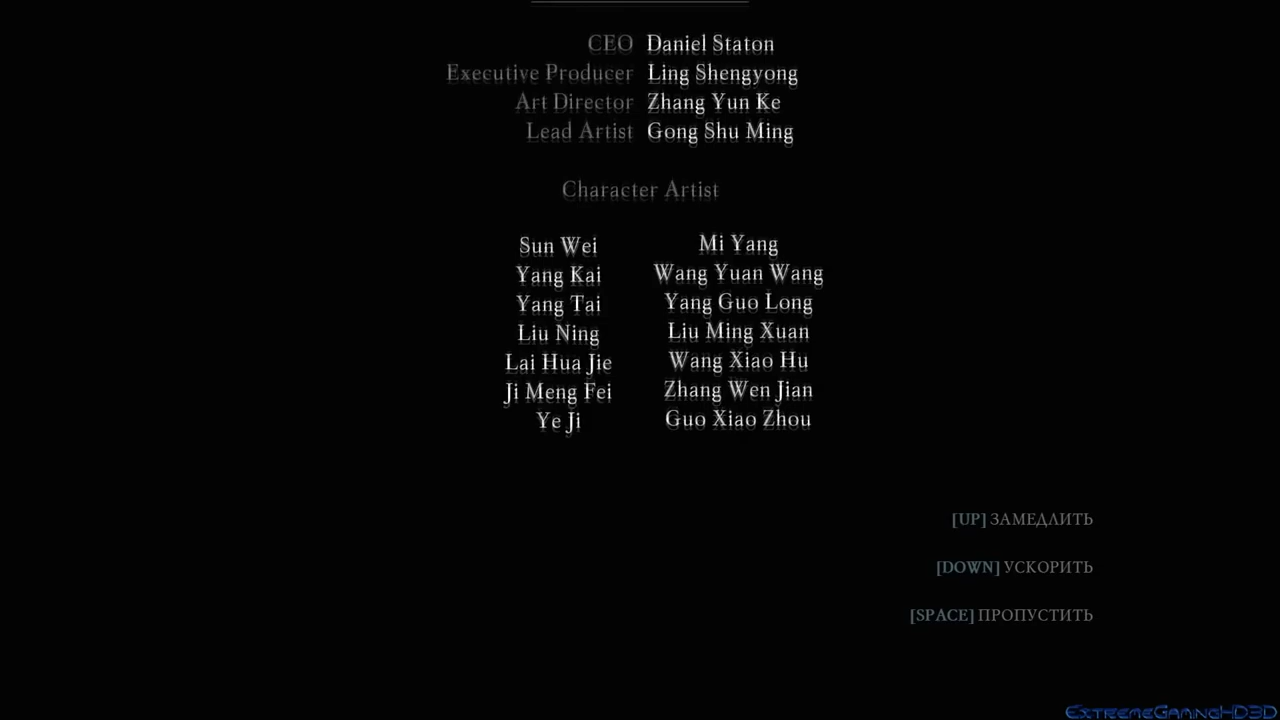 CEO Daniel Staton
Executive Producer Ling Shengyong
Art Director Zhang Yun Ke
Lead Artist Gong Shu Ming
Character Artist
Sun Wei Mi Yang
Yang Kai Wang Yuan Wang
Yang Tai Yang Guo Long
Liu Ning Liu Ming Xuan
Lai Hua Jie Wang Xiao Hu
Ji Meng Fei Zhang Wen Jian
Ye Ji Guo Xiao Zhou
[UP] ЗАМЕДЛИТЬ
[DOWN] УСКОРИТЬ
[SPACE] ПРОПУСТИТЬ
ExtreemeGamingHD3D